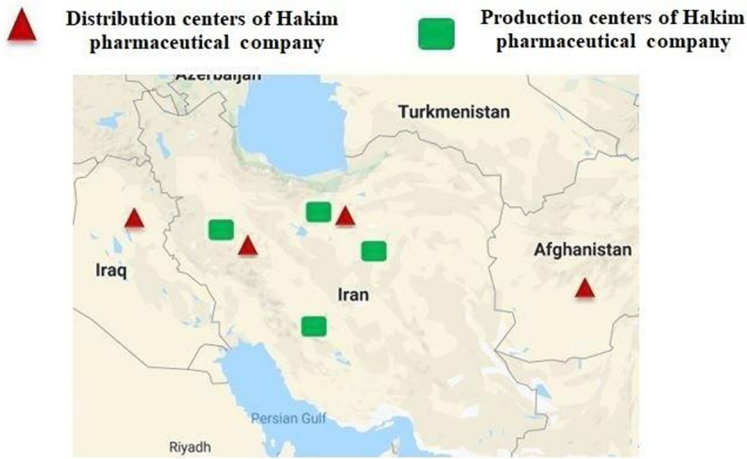 Distribution centers of Hakim
pharmaceutical company
Production centers of Hakim
pharmaceutical company
Azerbaijan
Turkmenistan
Afghanistan
Iraq
Iran
Persian Gulf
Riyadh